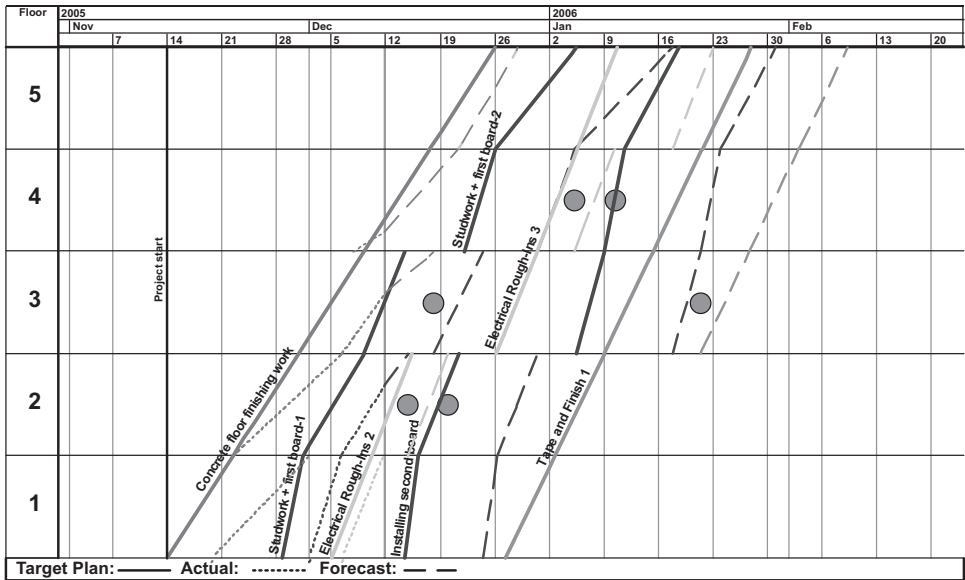 Floor 2005 2006
Nov Dec Jan Feb
7 14 21 28 5 12 19 26 2 9 16 23 30 6 13 20
5
4
3
2
1
Project start
Concrete floor finishing work
Studwork + first board-1
Electrical Rough-Ins 2
Installing second board
Studwork + first board-2
Electrical Rough-Ins 3
Tape and Finish 1
Target Plan: Actual: Forecast: